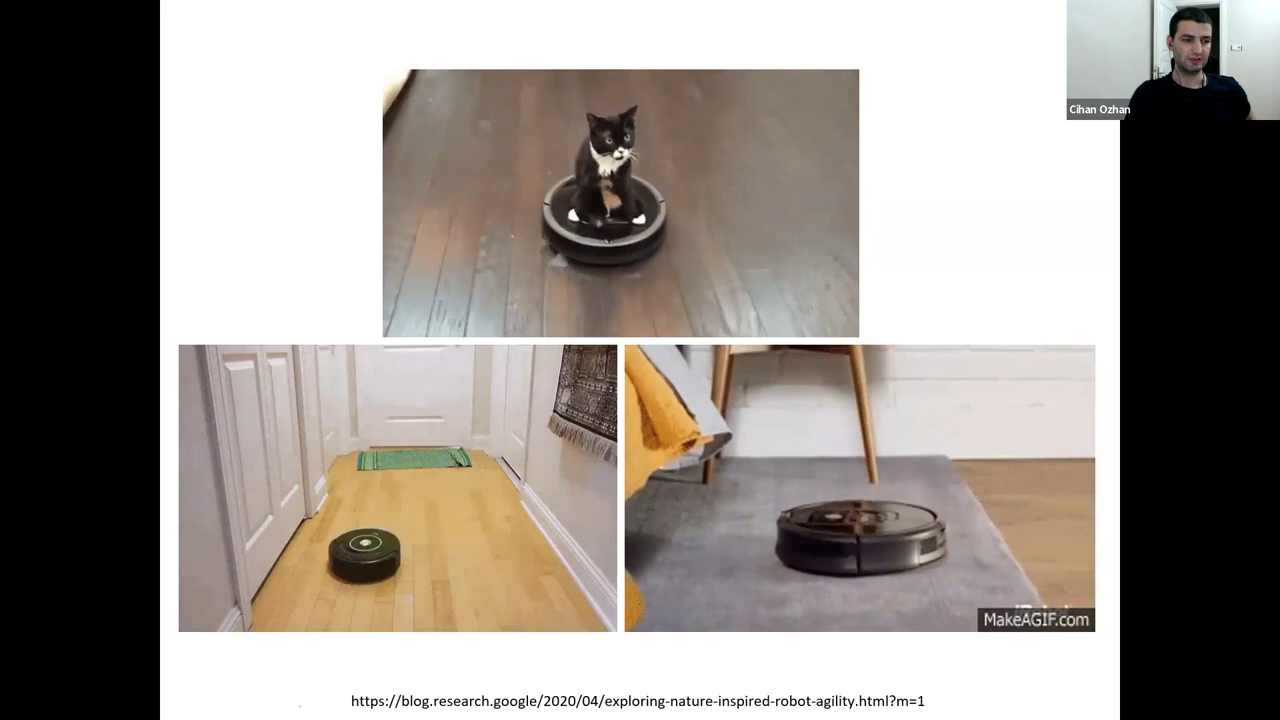 Cihan Ozhan
MakeAGIF.com
https://blog.research.google/2020/04/exploring-nature-inspired-robot-agility.html?m=1